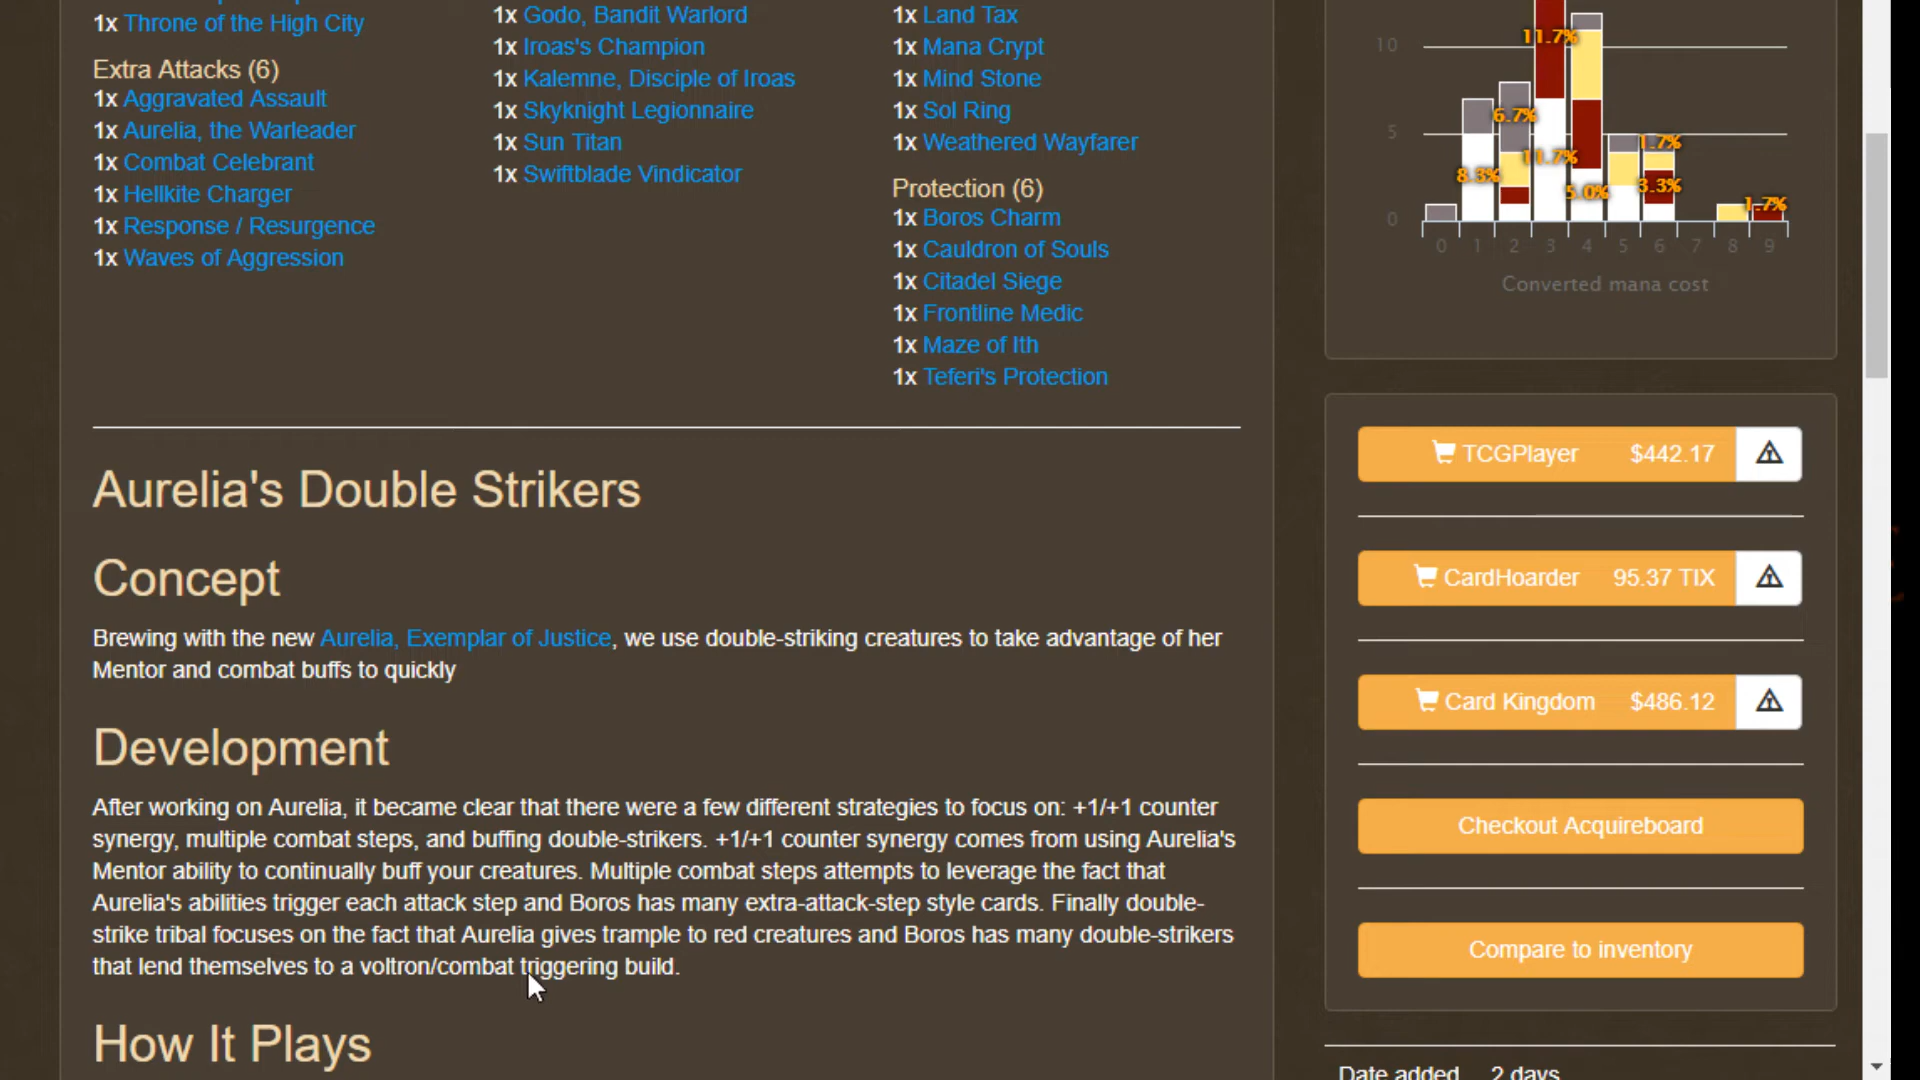 1x Throne of the High City
Extra Attacks (6)
1x Aggravated Assault
1x Aurelia, the Warleader
1x Combat Celebrant
1x Hellkite Charger
1x Response / Resurgence
1x Waves of Aggression
1x Godo, Bandit Warlord
1x Iroas's Champion
1x Kalemne, Disciple of Iroas
1x Skyknight Legionnaire
1x Sun Titan
1x Swiftblade Vindicator
1x Land Tax
1x Mana Crypt
1x Mind Stone
1x Sol Ring
1x Weathered Wayfarer
Protection (6)
1x Boros Charm
1x Cauldron of Souls
1x Citadel Siege
1x Frontline Medic
1x Maze of Ith
1x Teferi's Protection
10
11.7%
6.7%
5
1.7%
11.7%
8.3%
5.0%
3.3%
1.7%
0
0 1 2 3 4 5 6 7 8 9
Converted mana cost
Aurelia's Double Strikers
Concept
Brewing with the new Aurelia, Exemplar of Justice, we use double-striking creatures to take advantage of her
Mentor and combat buffs to quickly
Development
After working on Aurelia, it became clear that there were a few different strategies to focus on: +1/+1 counter
synergy, multiple combat steps, and buffing double-strikers. +1/+1 counter synergy comes from using Aurelia's
Mentor ability to continually buff your creatures. Multiple combat steps attempts to leverage the fact that
Aurelia's abilities trigger each attack step and Boros has many extra-attack-step style cards. Finally double-
strike tribal focuses on the fact that Aurelia gives trample to red creatures and Boros has many double-strikers
that lend themselves to a voltron/combat triggering build.
How It Plays
TCGPlayer $442.17
CardHoarder 95.37 TIX
Card Kingdom $486.12
Checkout Acquireboard
Compare to inventory
Date added 2 days